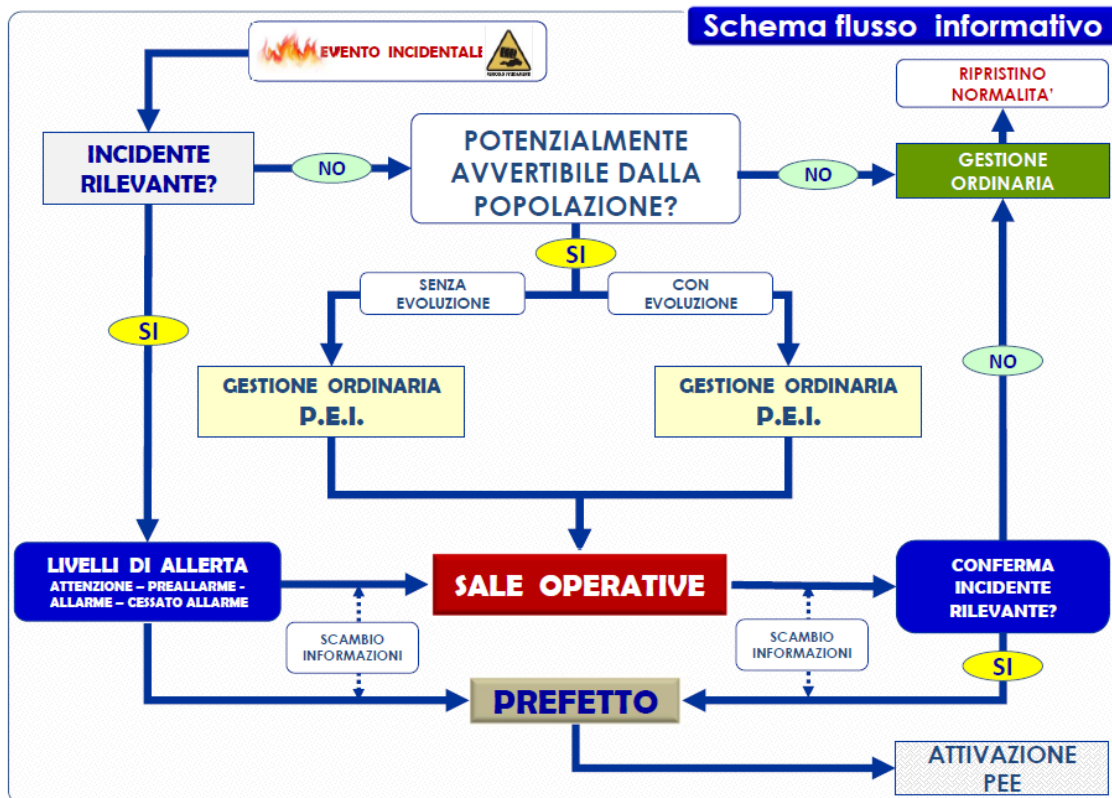 Schema flusso informativo
EVENTO INCIDENTALE
RIPRISTINO
NORMALITA'
INCIDENTE
RILEVANTE?
NO
POTENZIALMENTE
AVVERTIBILE DALLA
POPOLAZIONE?
NO
GESTIONE
ORDINARIA
SI
SENZA
EVOLUZIONE
CON
EVOLUZIONE
SI
NO
GESTIONE ORDINARIA
P.E.I.
GESTIONE ORDINARIA
P.E.I.
LIVELLI DI ALLERTA
ATTENZIONE – PREALLARME -
ALLARME – CESSATO ALLARME
SALE OPERATIVE
CONFERMA
INCIDENTE
RILEVANTE?
SCAMBIO
INFORMAZIONI
SCAMBIO
INFORMAZIONI
SI
PREFETTO
ATTIVAZIONE
PEE